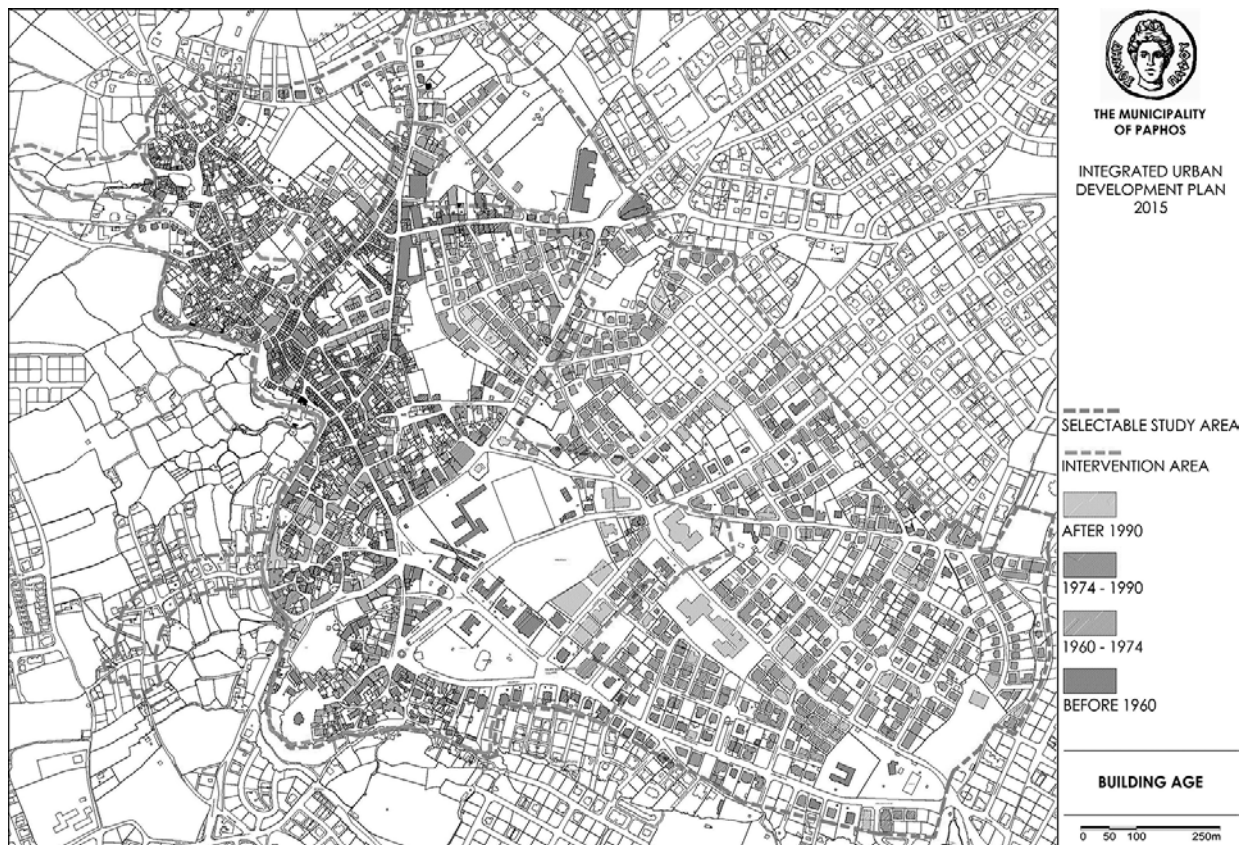 THE MUNICIPALITY
OF PAPHOS
INTEGRATED URBAN
DEVELOPMENT PLAN
2015
SELECTABLE STUDY AREA
INTERVENTION AREA
AFTER 1990
1974 - 1990
1960 - 1974
BEFORE 1960
BUILDING AGE
0 50 100 250m